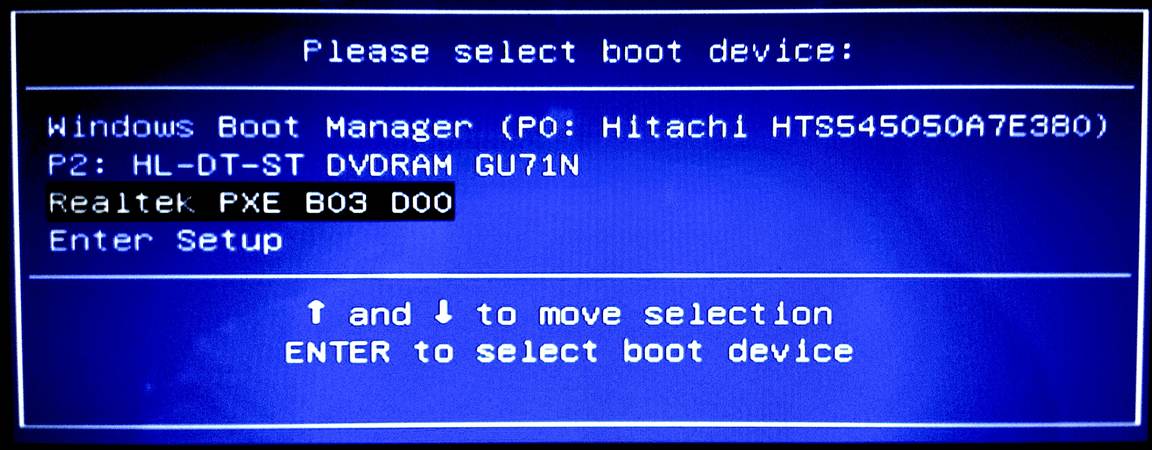 Please select boot device:
Windows Boot Manager (P0: Hitachi HTS545050A7E380)
P2: HL-DT-ST DVDRAM GU71N
Realtek PXE B03 D00
Enter Setup
↑ and ↓ to move selection
ENTER to select boot device